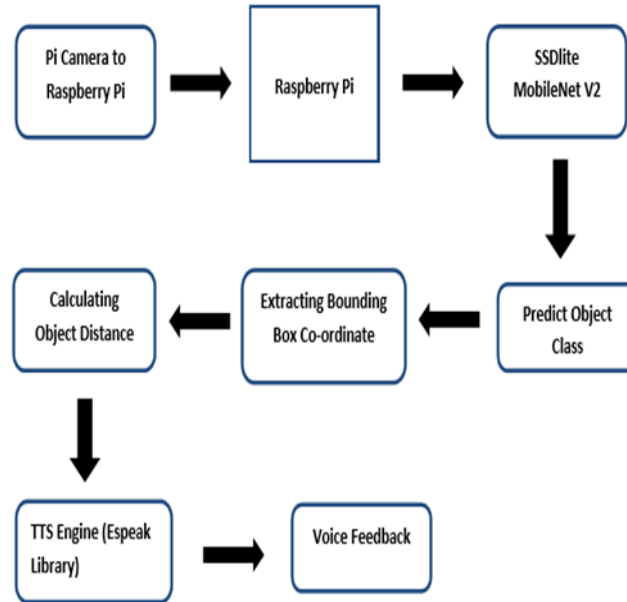 Pi Camera to
Raspberry Pi
Raspberry Pi
SSDlite
MobileNet V2
Calculating
Object Distance
Extracting Bounding
Box Co-ordinate
Predict Object
Class
TTS Engine (Espeak
Library)
Voice Feedback